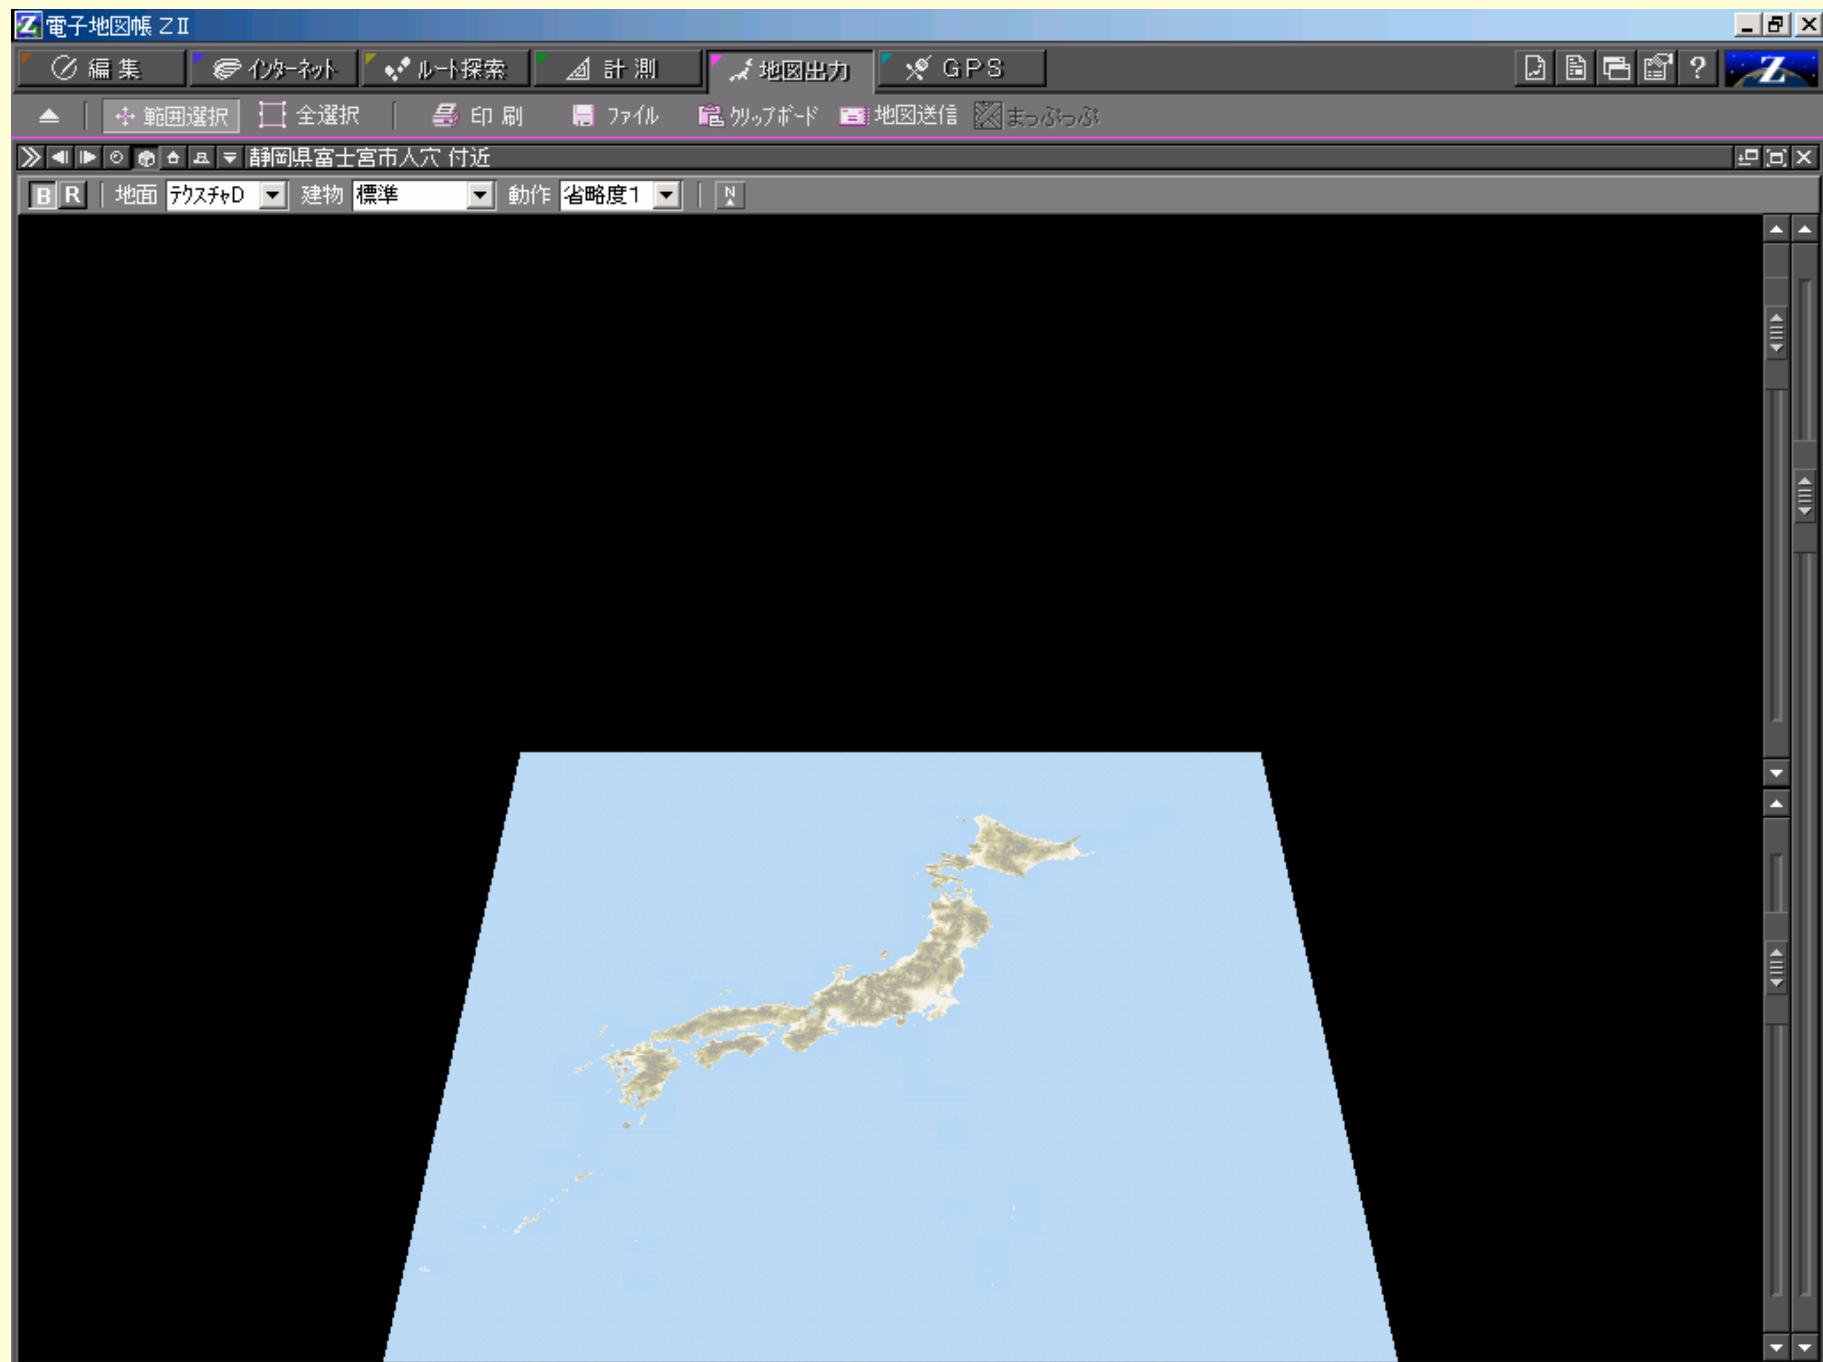 電子地図帳 ZⅡ
編集 インターネット ルート探索 計測 地図出力 GPS ? Z
範囲選択 全選択 印刷 ファイル クリップボード 地図送信 まっぷっぷ
静岡県富士宮市人穴 付近
B R 地面 テクスチャD 建物 標準 動作 省略度1 N